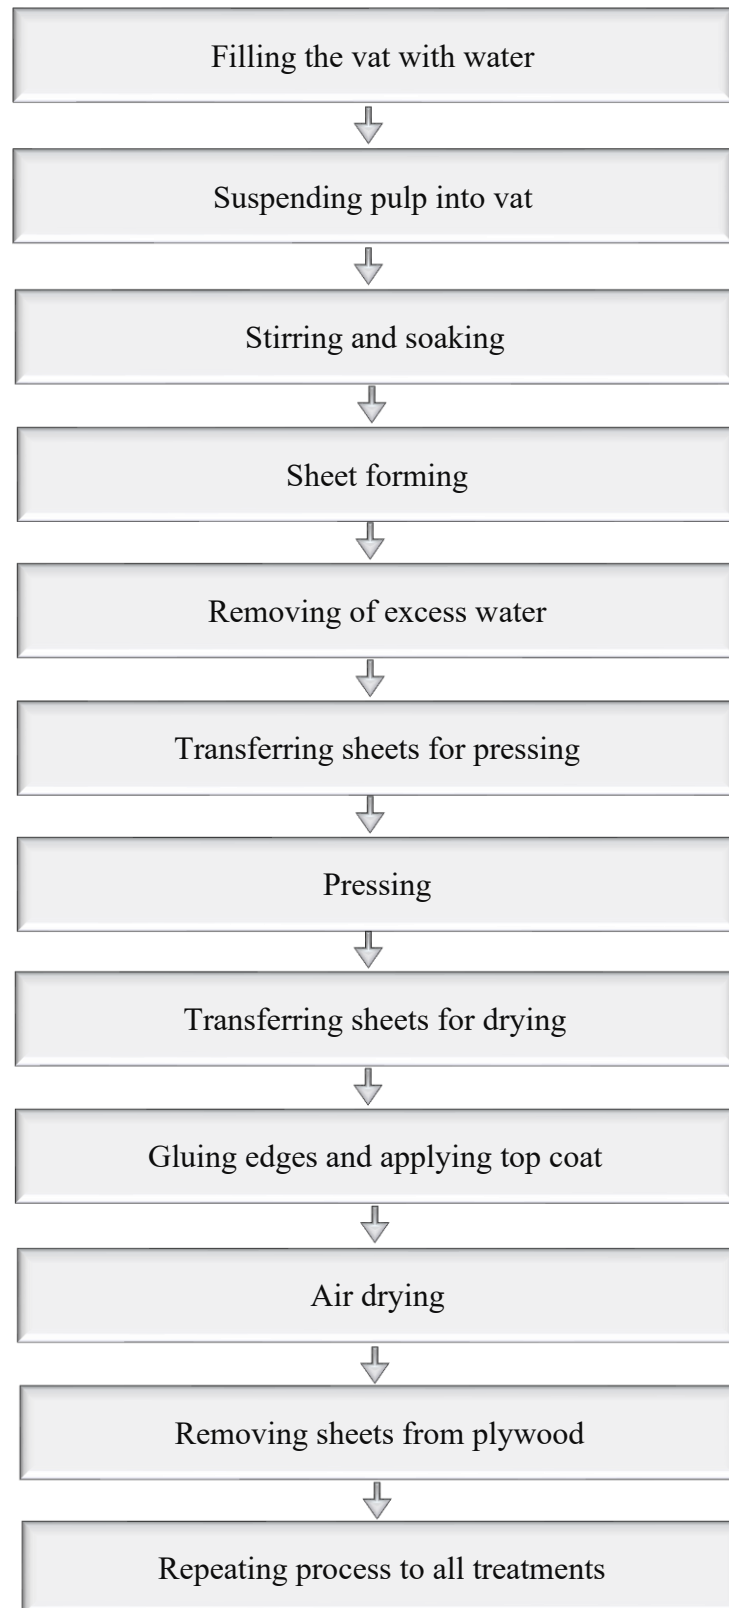 Filling the vat with water
Suspending pulp into vat
Stirring and soaking
Sheet forming
Removing of excess water
Transferring sheets for pressing
Pressing
Transferring sheets for drying
Gluing edges and applying top coat
Air drying
Removing sheets from plywood
Repeating process to all treatments